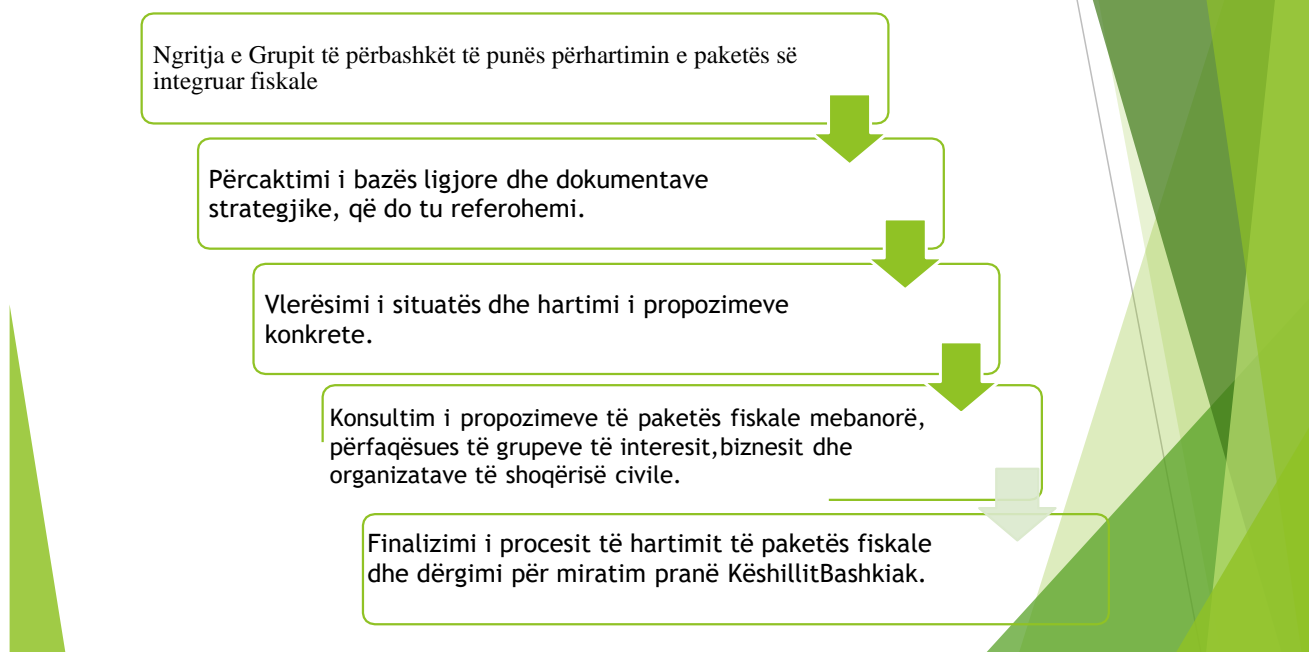 Ngritja e Grupit të përbashkët të punës përhartimin e paketës së
integruar fiskale
Përcaktimi i bazës ligjore dhe dokumentave
strategjike, që do tu referohemi.
Vlerësimi i situatës dhe hartimi i propozimeve
konkrete.
Konsultim i propozimeve të paketës fiskale mebanorë,
përfaqësues të grupeve të interesit,biznesit dhe
organizatave të shoqërisë civile.
Finalizimi i procesit të hartimit të paketës fiskale
dhe dërgimi për miratim pranë KëshillitBashkiak.